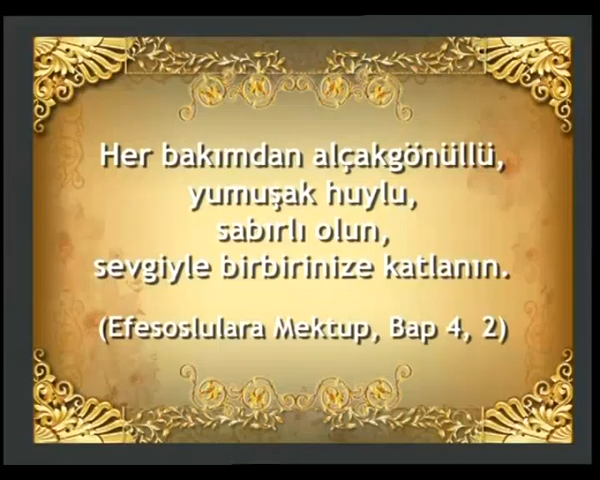 Her bakımdan alçakgönüllü,
yumuşak huylu,
sabırlı olun,
sevgiyle birbirinize katlanın.
(Efesoslulara Mektup, Bap 4, 2)